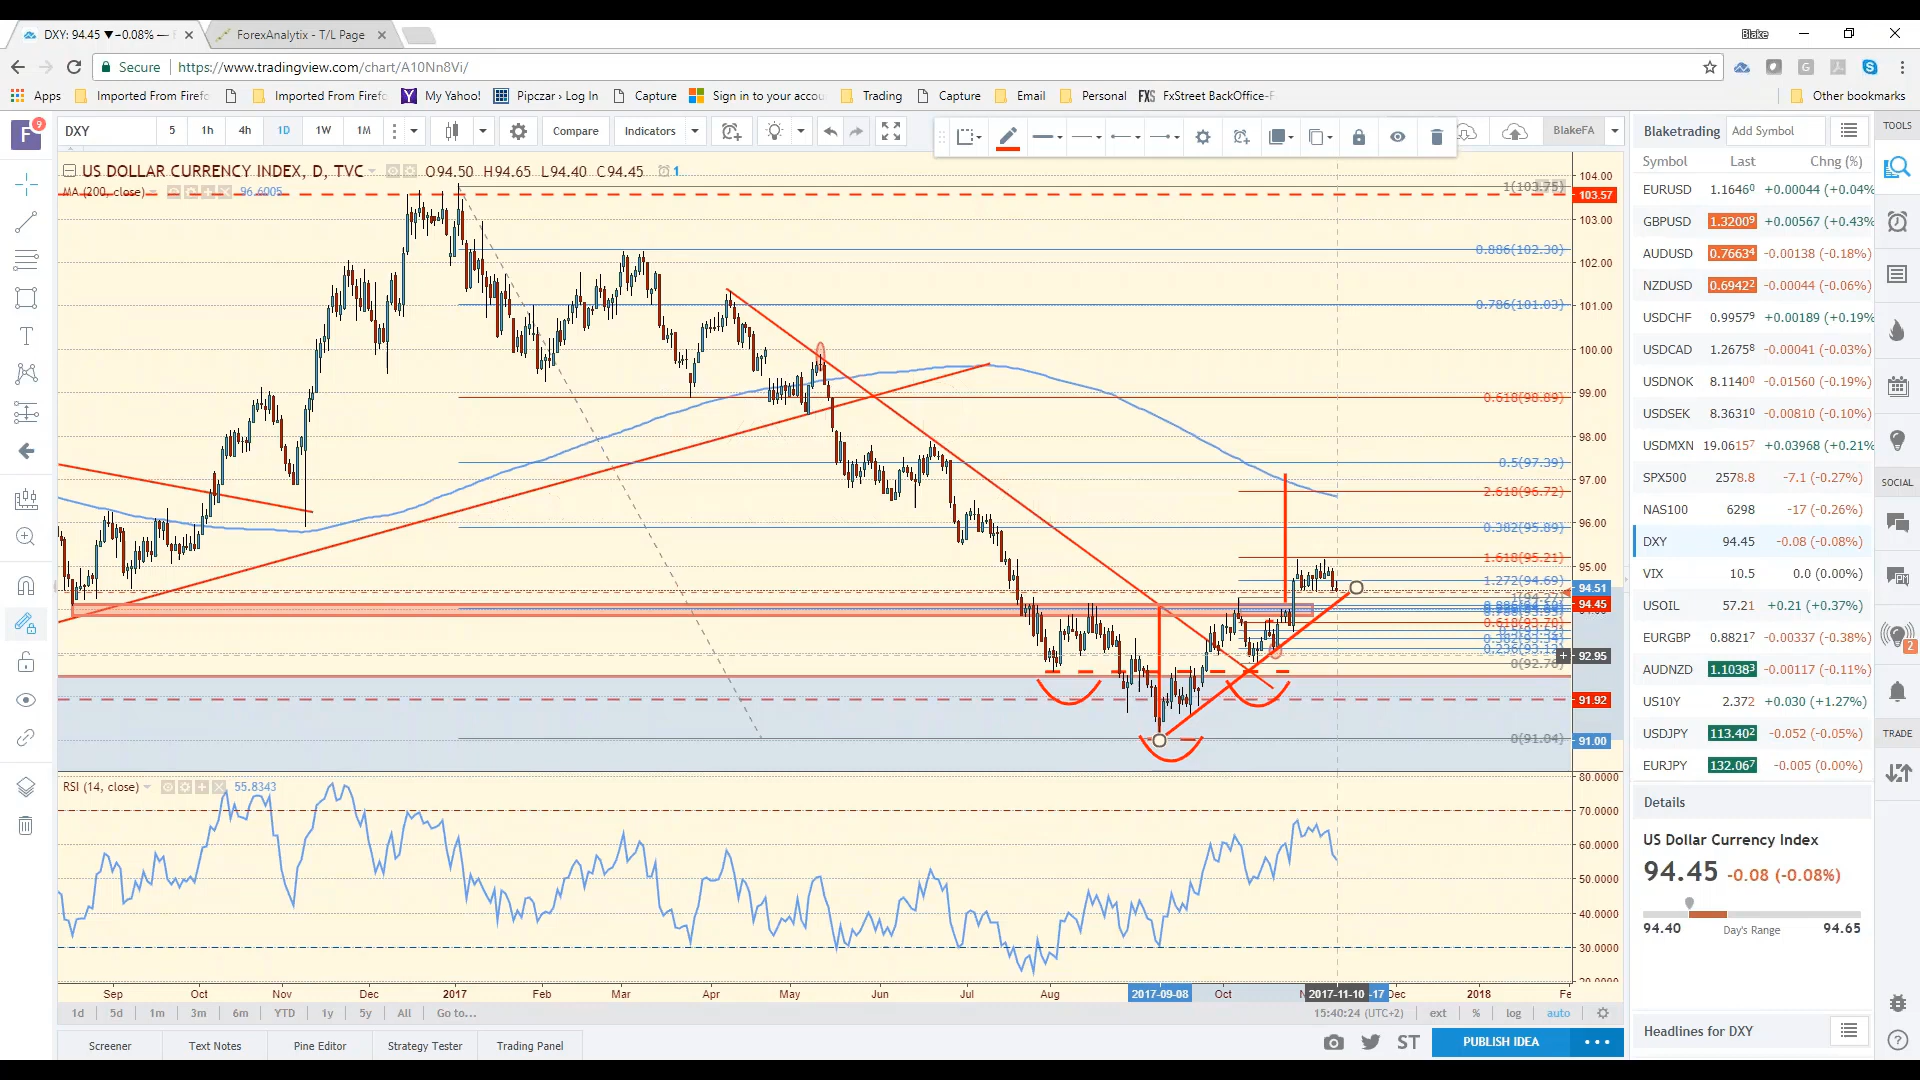 DXY: 94.45 ▼−0.08% —
ForexAnalytix - T/L Page
Blake
Secure
https://www.tradingview.com/chart/A10Nn8Vi/
Apps
Imported From Firefo
Imported From Firefo
My Yahoo!
Pipczar › Log In
Capture
Sign in to your accou
Trading
Capture
Email
Personal
FXS FxStreet BackOffice-F
Other bookmarks
F 9
DXY
5
1h
4h
1D
1W
1M
Compare
Indicators
BlakeFA
US DOLLAR CURRENCY INDEX, D, TVC
O94.50 H94.65 L94.40 C94.45
1
MA (200, close)
96.6005
1(103.75)
0.886(102.30)
0.786(101.03)
0.618(98.89)
0.5(97.39)
2.618(96.72)
0.382(95.89)
1.618(95.21)
1.272(94.69)
0.618(93.70)
0.236(93.12)
0(91.04)
104.00
103.57
103.00
102.00
101.00
100.00
99.00
98.00
97.00
96.00
95.00
94.51
94.45
92.95
91.92
91.00
RSI (14, close)
55.8343
80.0000
70.0000
60.0000
50.0000
40.0000
30.0000
20.0000
Sep
Oct
Nov
Dec
2017
Feb
Mar
Apr
May
Jun
Jul
Aug
2017-09-08
Oct
2017-11-10
-17
Dec
2018
Fe
1d
5d
1m
3m
6m
YTD
1y
5y
All
Go to...
15:40:24 (UTC+2)
ext
%
log
auto
Screener
Text Notes
Pine Editor
Strategy Tester
Trading Panel
ST
PUBLISH IDEA
Blaketrading
Add Symbol
Symbol Last Chng (%)
EURUSD 1.16460 +0.00044 (+0.04%
GBPUSD 1.32009 +0.00567 (+0.43%
AUDUSD 0.76634 -0.00138 (-0.18%)
NZDUSD 0.69422 -0.00044 (-0.06%)
USDCHF 0.99579 +0.00189 (+0.19%
USDCAD 1.26758 -0.00041 (-0.03%)
USDNOK 8.11400 -0.01560 (-0.19%)
USDSEK 8.36310 -0.00810 (-0.10%)
USDMXN 19.06157 +0.03968 (+0.21%
SPX500 2578.8 -7.1 (-0.27%)
NAS100 6298 -17 (-0.26%)
DXY 94.45 -0.08 (-0.08%)
VIX 10.5 0.0 (0.00%)
USOIL 57.21 +0.21 (+0.37%)
EURGBP 0.88217 -0.00337 (-0.38%)
AUDNZD 1.10383 -0.00117 (-0.11%)
US10Y 2.372 +0.030 (+1.27%)
USDJPY 113.402 -0.052 (-0.05%)
EURJPY 132.067 -0.005 (0.00%)
Details
US Dollar Currency Index
94.45 -0.08 (-0.08%)
94.40
Day's Range
94.65
Headlines for DXY
TOOLS
SOCIAL
2
TRADE